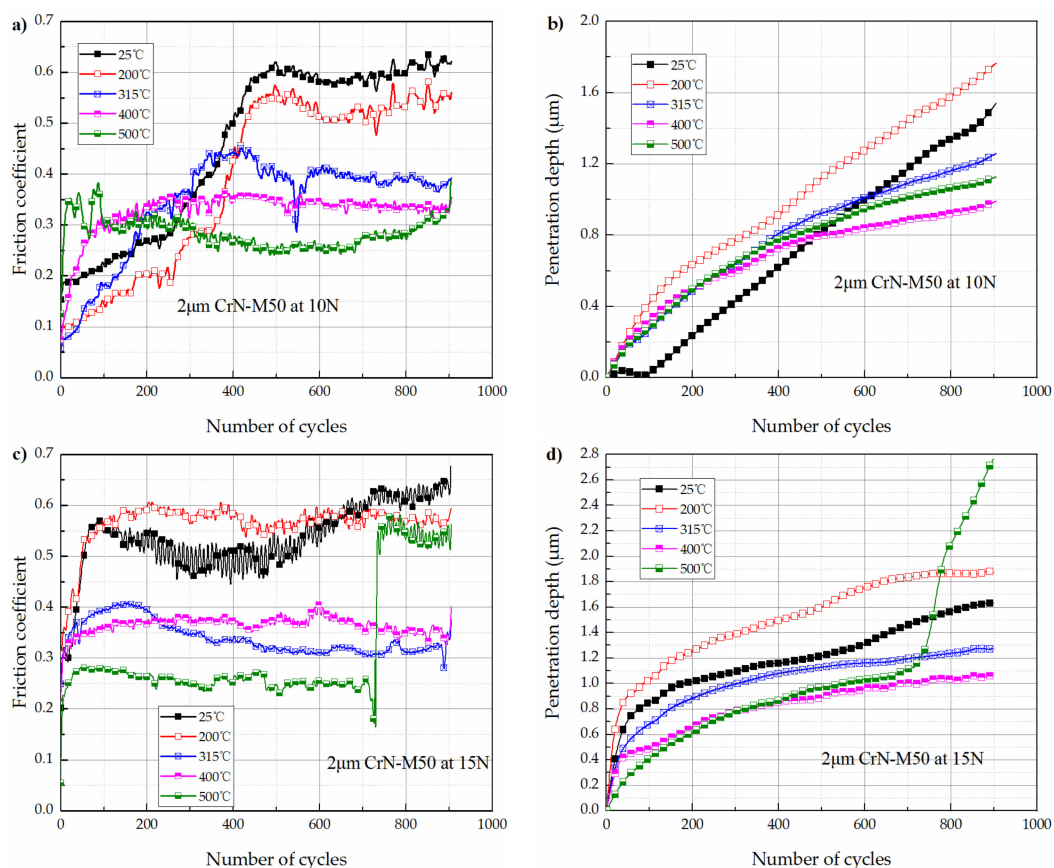 a)
Friction coefficient
0.7
0.6
0.5
0.4
0.3
0.2
0.1
0.0
25℃
200℃
315℃
400℃
500℃
2μm CrN-M50 at 10N
0 200 400 600 800 1000
Number of cycles
b)
Penetration depth (μm)
2.0
1.6
1.2
0.8
0.4
0.0
25℃
200℃
315℃
400℃
500℃
2μm CrN-M50 at 10N
0 200 400 600 800 1000
Number of cycles
c)
Friction coefficient
0.7
0.6
0.5
0.4
0.3
0.2
0.1
0.0
25℃
200℃
315℃
400℃
500℃
2μm CrN-M50 at 15N
0 200 400 600 800 1000
Number of cycles
d)
Penetration depth (μm)
2.8
2.6
2.4
2.2
2.0
1.8
1.6
1.4
1.2
1.0
0.8
0.6
0.4
0.2
0.0
25℃
200℃
315℃
400℃
500℃
2μm CrN-M50 at 15N
0 200 400 600 800 1000
Number of cycles